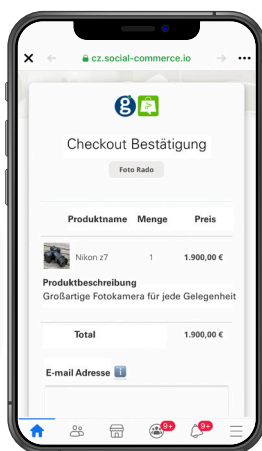 cz.social-commerce.io
g
Checkout Bestätigung
Foto Rado
Produktname Menge Preis
Nikon z7 1 1.900,00 €
Produktbeschreibung
Großartige Fotokamera für jede Gelegenheit
Total 1.900,00 €
E-mail Adresse i
9+ 9+